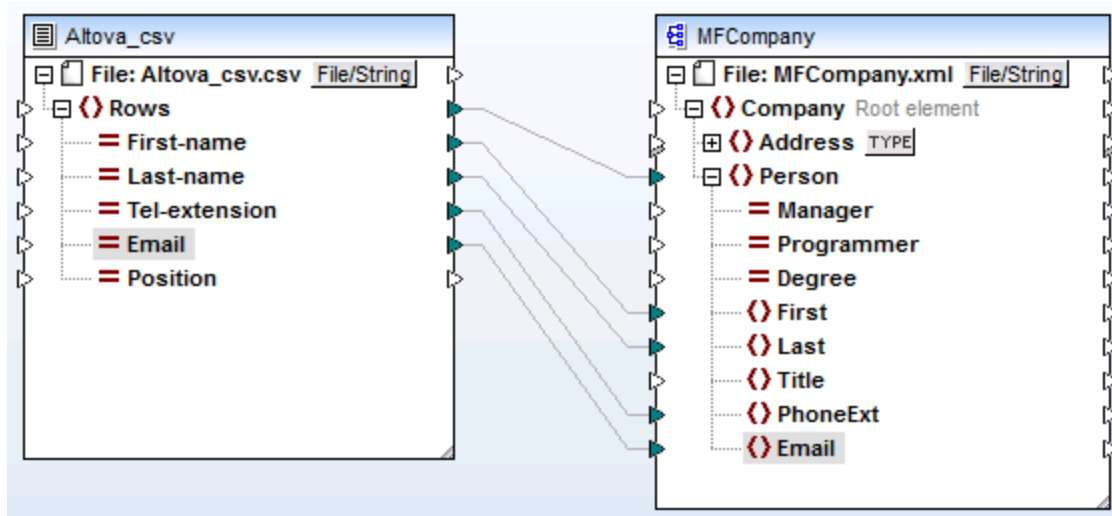 Altova_csv
File: Altova_csv.csv File/String
Rows
First-name
Last-name
Tel-extension
Email
Position
MFCompany
File: MFCompany.xml File/String
Company Root element
Address TYPE
Person
Manager
Programmer
Degree
First
Last
Title
PhoneExt
Email